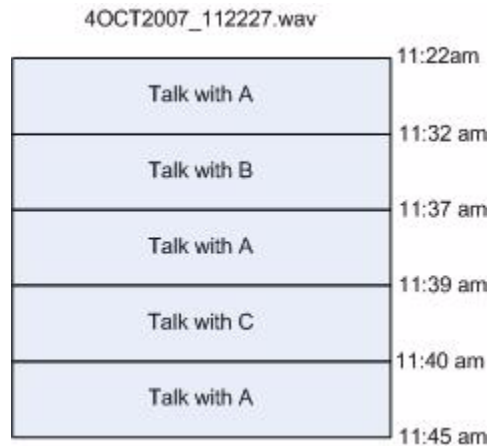 4OCT2007_112227.wav
11:22am
Talk with A
11:32 am
Talk with B
11:37 am
Talk with A
11:39 am
Talk with C
11:40 am
Talk with A
11:45 am